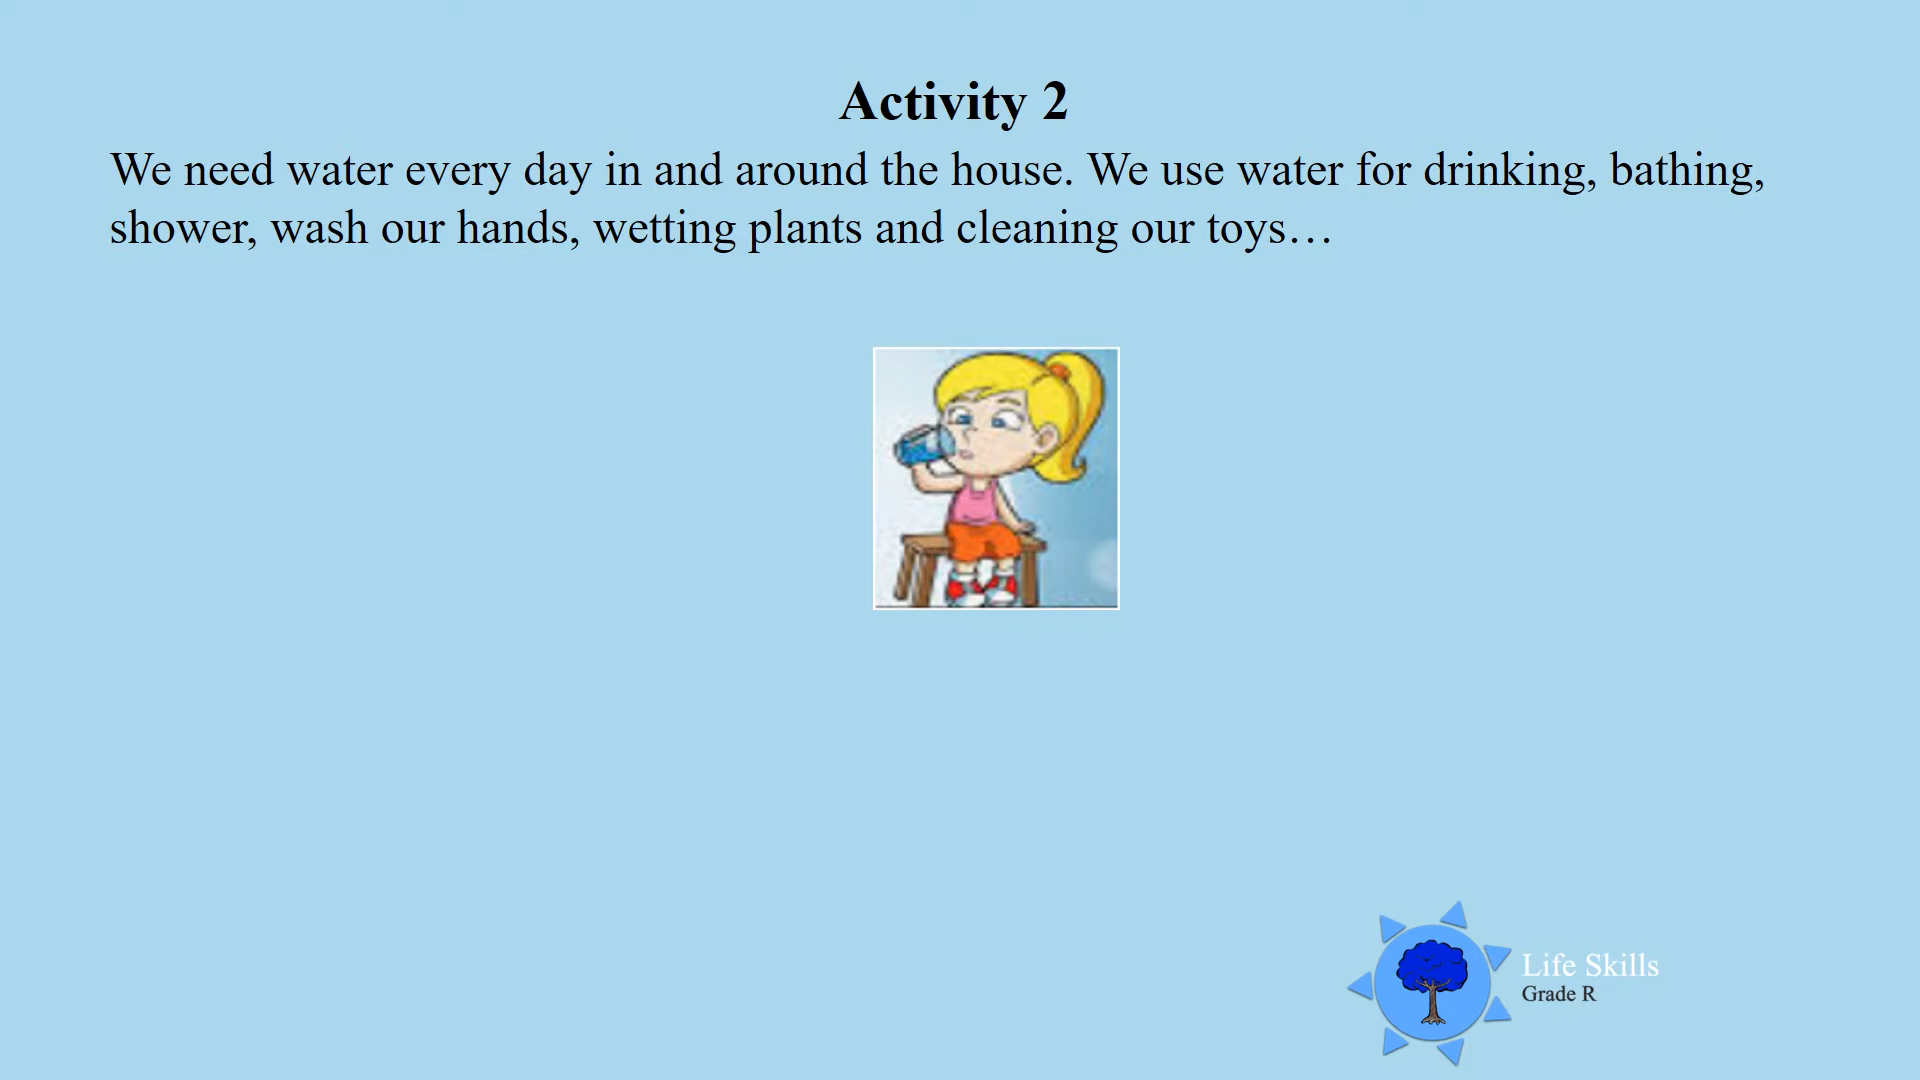 Activity 2
We need water every day in and around the house. We use water for drinking, bathing,
shower, wash our hands, wetting plants and cleaning our toys…
Life Skills
Grade R